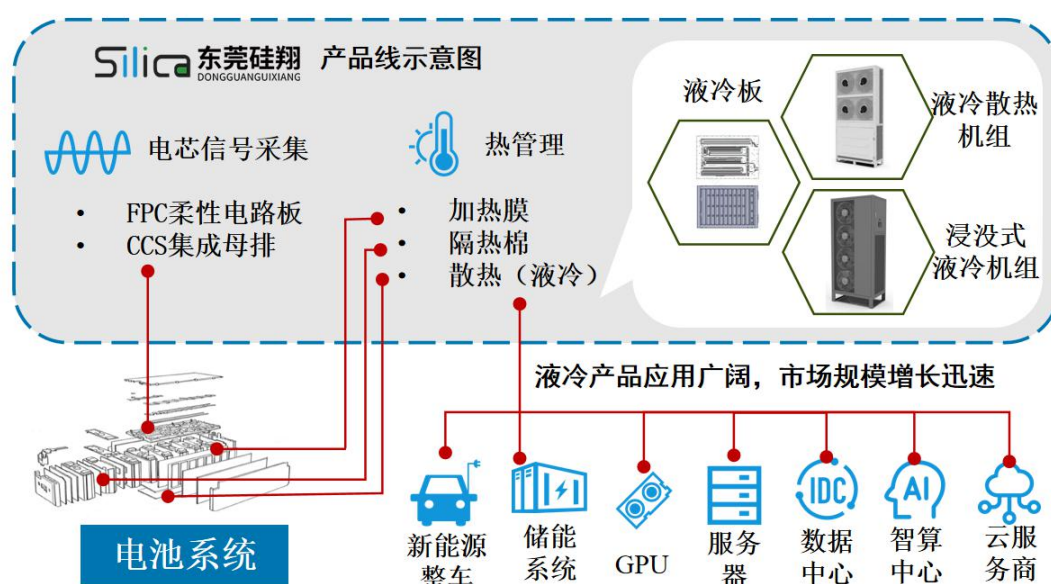 Silica 东莞硅翔 产品线示意图
DONGGUANGUIXIANG
电芯信号采集
• FPC柔性电路板
• CCS集成母排
热管理
• 加热膜
• 隔热棉
• 散热（液冷）
液冷板
液冷散热
机组
浸没式
液冷机组
液冷产品应用广阔，市场规模增长迅速
电池系统
新能源
整车
储能
系统
GPU
服务
器
IDC
数据
中心
AI
智算
中心
云服
务商